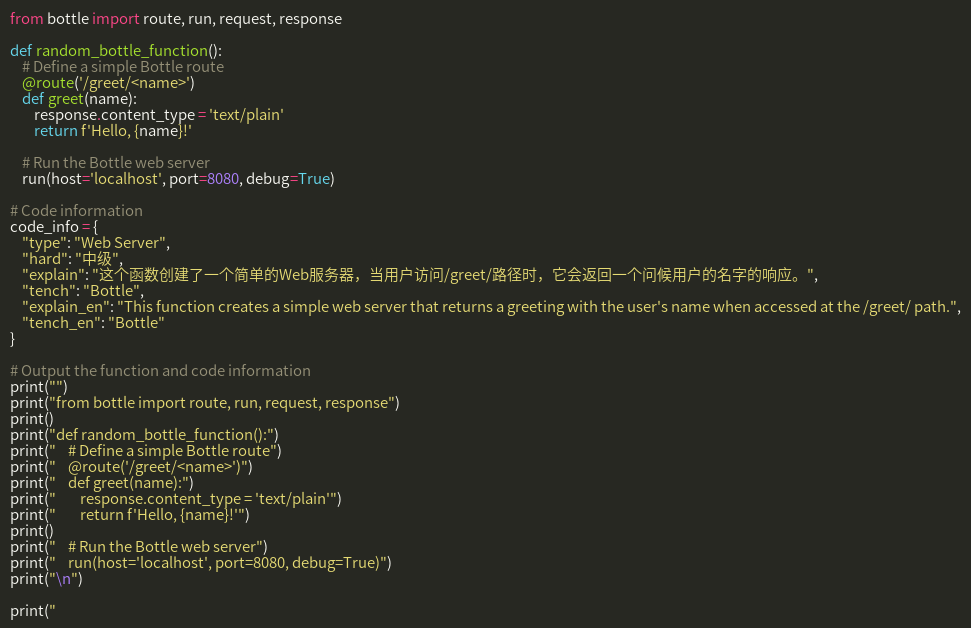 from bottle import route, run, request, response

def random_bottle_function():
    # Define a simple Bottle route
    @route('/greet/<name>')
    def greet(name):
        response.content_type = 'text/plain'
        return f'Hello, {name}!'

    # Run the Bottle web server
    run(host='localhost', port=8080, debug=True)

# Code information
code_info = {
    "type": "Web Server",
    "hard": "中级",
    "explain": "这个函数创建了一个简单的Web服务器，当用户访问/greet/路径时，它会返回一个问候用户的名字的响应。",
    "tench": "Bottle",
    "explain_en": "This function creates a simple web server that returns a greeting with the user's name when accessed at the /greet/ path.",
    "tench_en": "Bottle"
}

# Output the function and code information
print("")
print("from bottle import route, run, request, response")
print()
print("def random_bottle_function():")
print("    # Define a simple Bottle route")
print("    @route('/greet/<name>')")
print("    def greet(name):")
print("        response.content_type = 'text/plain'")
print("        return f'Hello, {name}!'")
print()
print("    # Run the Bottle web server")
print("    run(host='localhost', port=8080, debug=True)")
print("\n")

print("